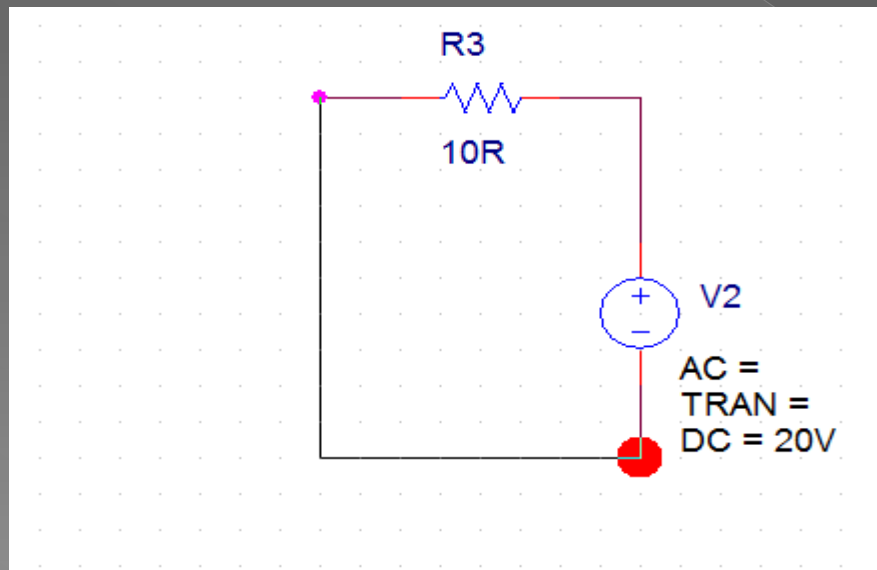 R3
10R
+
V2
−
AC =
TRAN =
DC = 20V